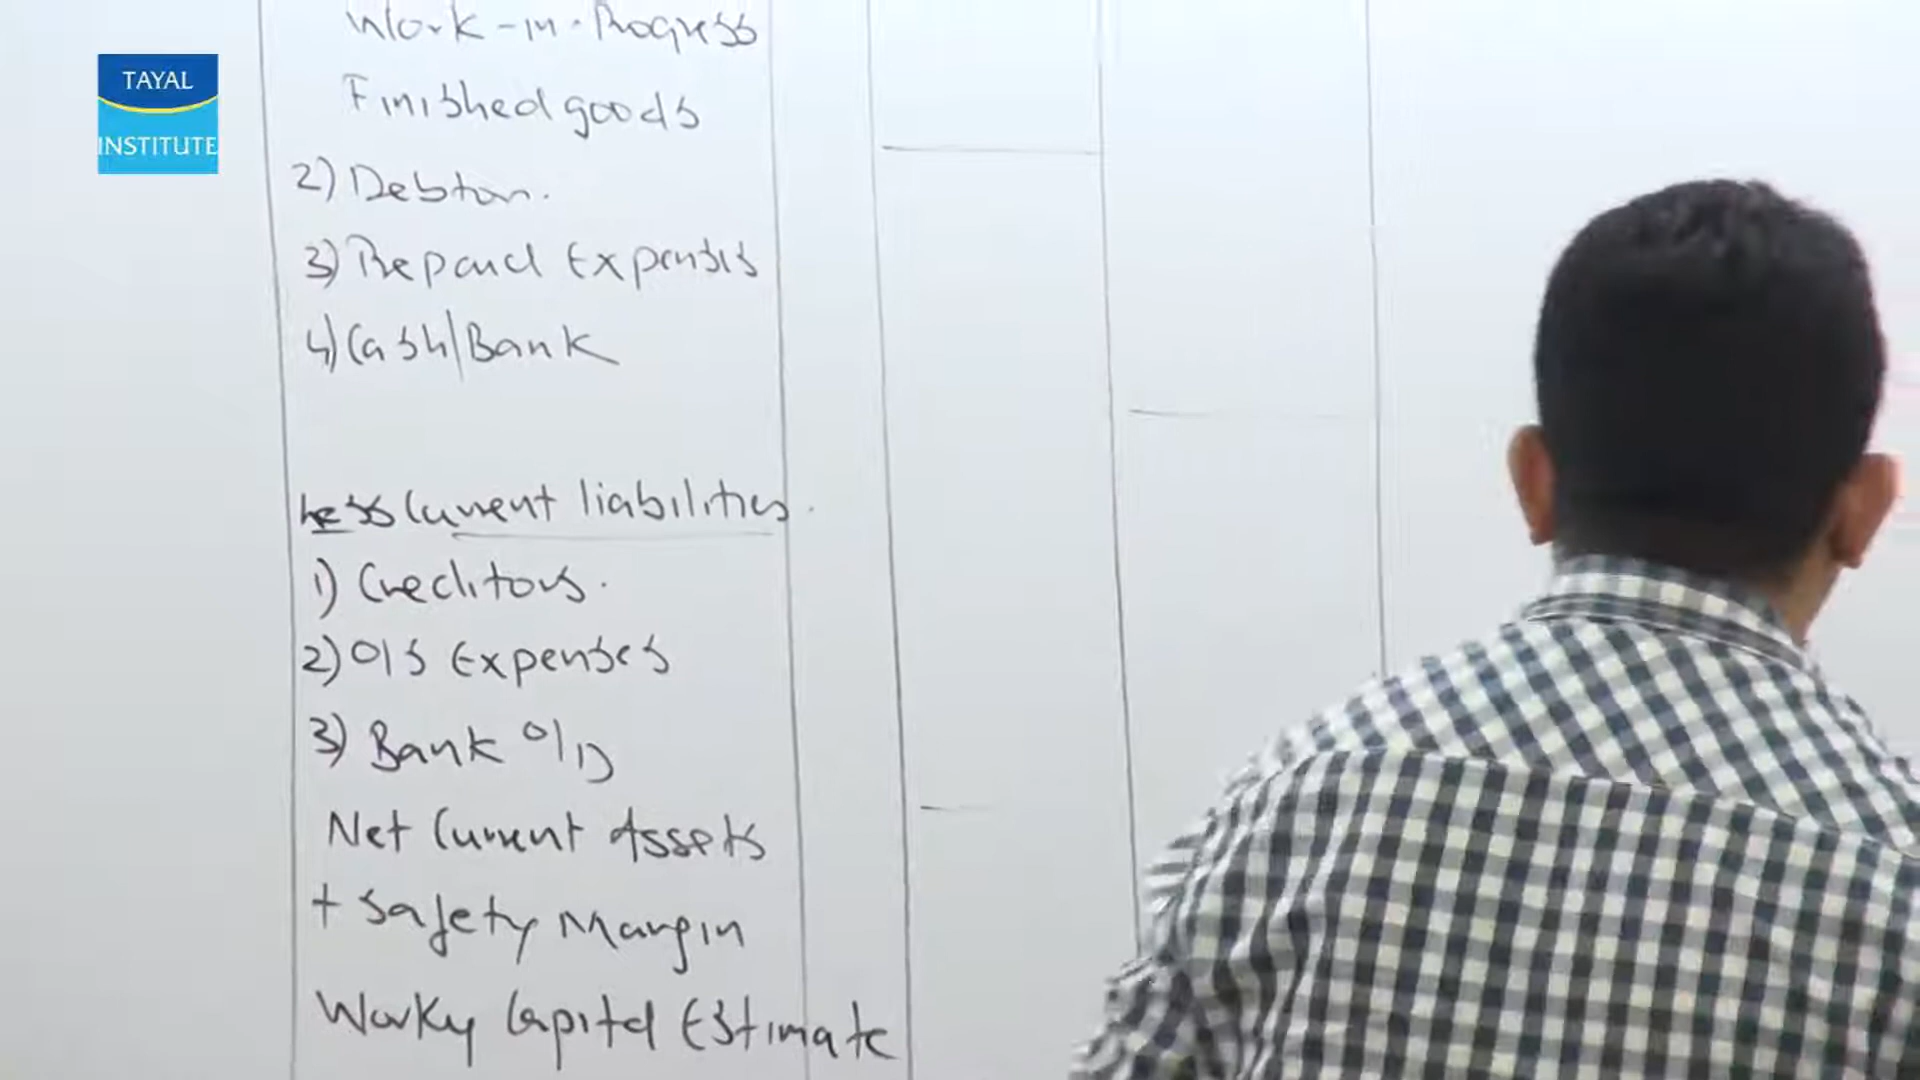 TAYAL
INSTITUTE
Work-in-Progress
Finished goods
2) Debtors.
3) Prepaid Expenses
4) Cash/Bank
Less Current liabilities.
1) Creditors.
2) O/S Expenses
3) Bank O/D
Net Current Assets
+ Safety Margin
Working Capital Estimate